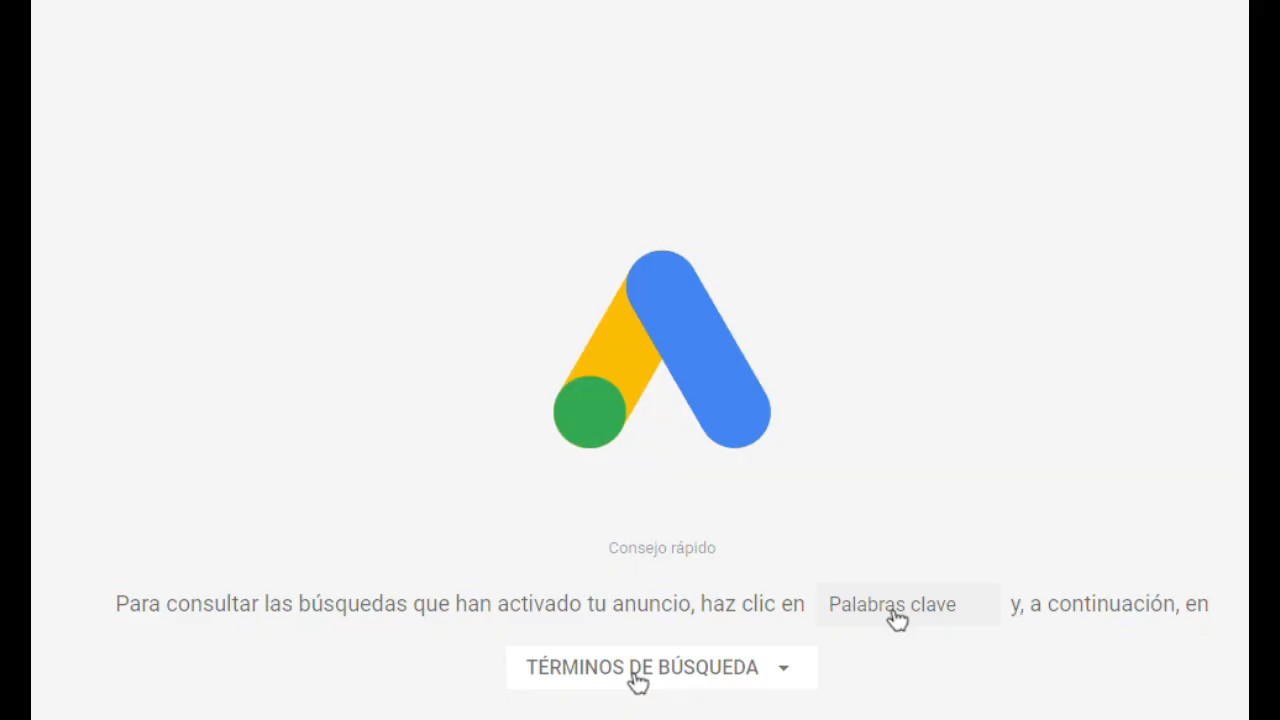 Consejo rápido
Para consultar las búsquedas que han activado tu anuncio, haz clic en Palabras clave y, a continuación, en
TÉRMINOS DE BÚSQUEDA